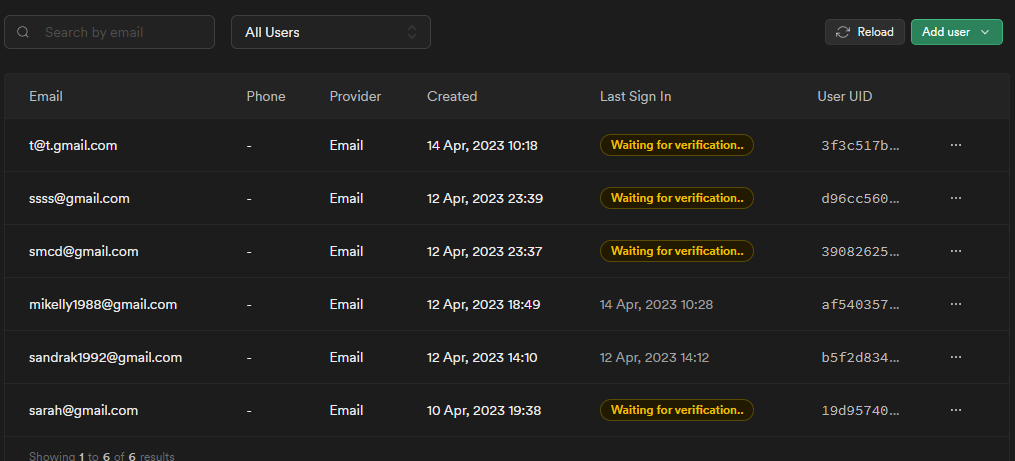 Search by email All Users Reload Add user
Email Phone Provider Created Last Sign In User UID
t@t.gmail.com - Email 14 Apr, 2023 10:18 Waiting for verification.. 3f3c517b… ...
ssss@gmail.com - Email 12 Apr, 2023 23:39 Waiting for verification.. d96cc560… ...
smcd@gmail.com - Email 12 Apr, 2023 23:37 Waiting for verification.. 39082625… ...
mikelly1988@gmail.com - Email 12 Apr, 2023 18:49 14 Apr, 2023 10:28 af540357… ...
sandrak1992@gmail.com - Email 12 Apr, 2023 14:10 12 Apr, 2023 14:12 b5f2d834… ...
sarah@gmail.com - Email 10 Apr, 2023 19:38 Waiting for verification.. 19d95740… ...
Showing 1 to 6 of 6 results